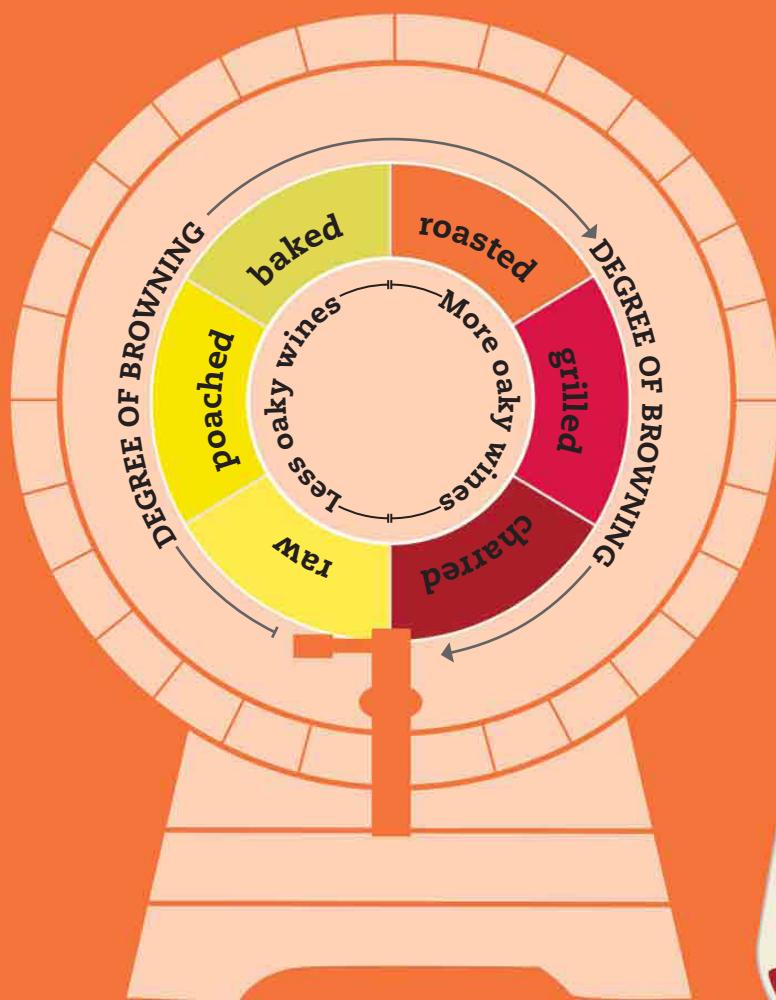 DEGREE OF BROWNING
DEGREE OF BROWNING
raw
poached
baked
roasted
grilled
charred
Less oaky wines
More oaky wines